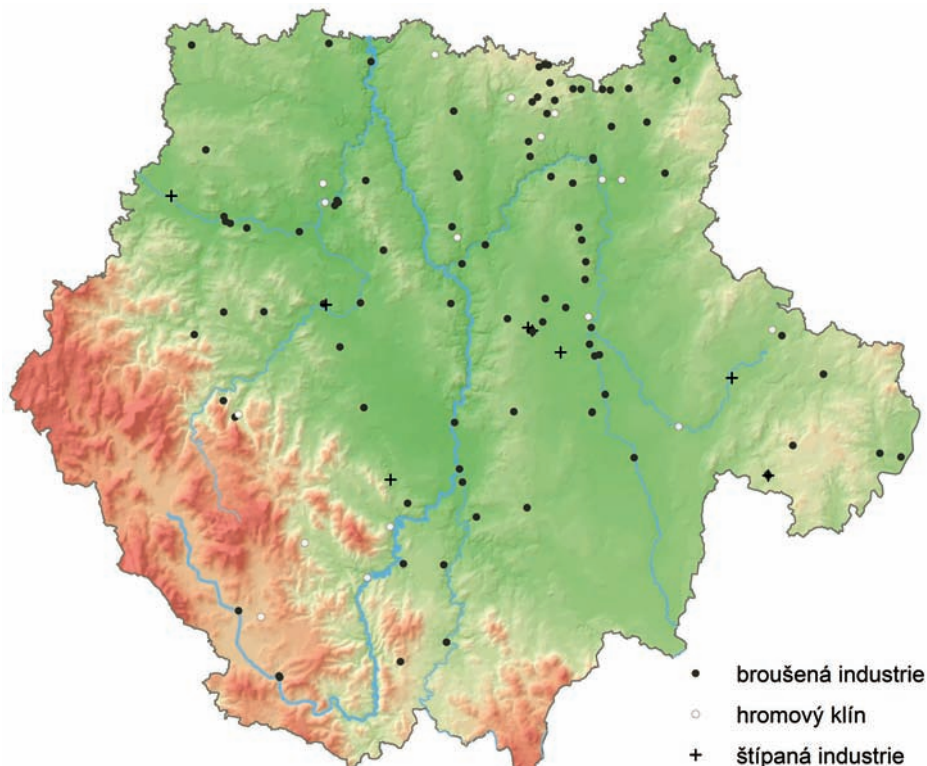 broušená industrie
hromový klín
štípaná industrie